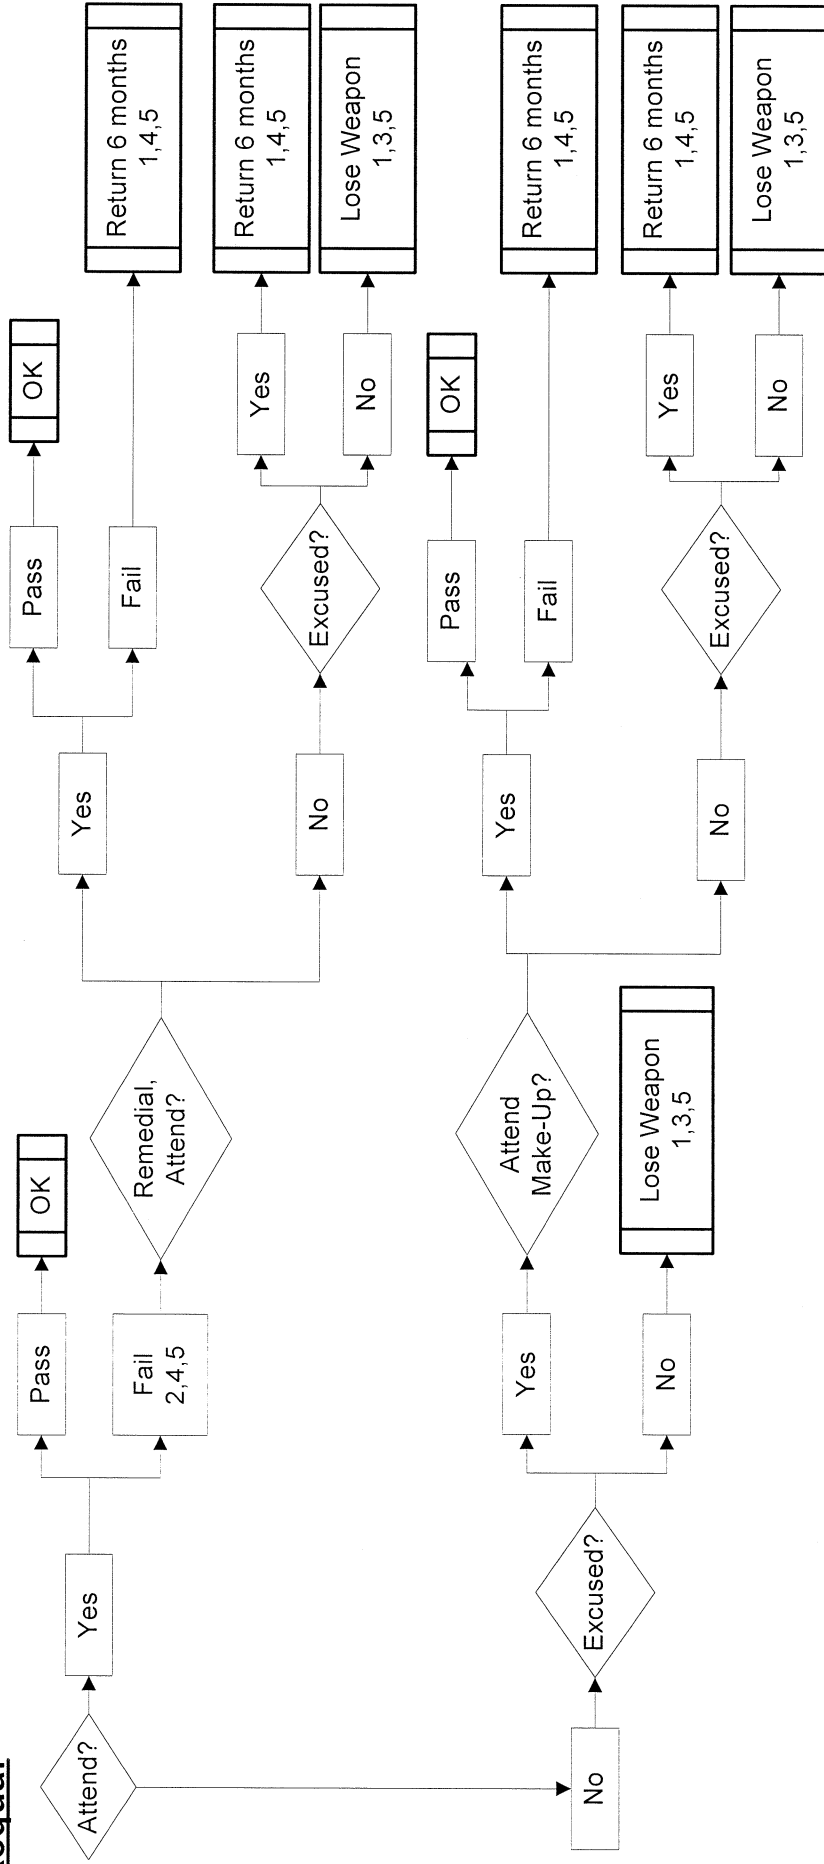 Attend?
Yes
Pass
OK
Fail
2,4,5
Remedial,
Attend?
Yes
Pass
OK
Fail
Return 6 months
1,4,5
No
Excused?
Yes
Return 6 months
1,4,5
No
Lose Weapon
1,3,5
No
Excused?
Yes
Attend
Make-Up?
Yes
Pass
OK
Fail
Return 6 months
1,4,5
No
Excused?
Yes
Return 6 months
1,4,5
No
Lose Weapon
1,3,5
No
Lose Weapon
1,3,5